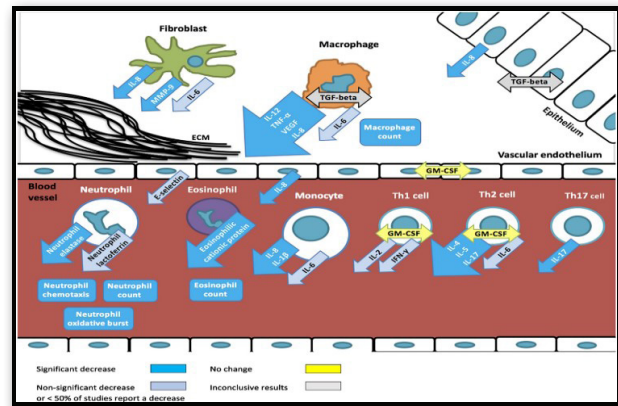 Fibroblast
Macrophage
IL-8
MMP-9
IL-6
IL-12
TNF-α
VEGF
IL-8
TGF-beta
IL-6
Macrophage
count
IL-8
TGF-beta
Epithelium
ECM
Vascular endothelium
Blood
vessel
Neutrophil
E-selectin
Eosinophil
IL-8
Monocyte
Th1 cell
GM-CSF
Th2 cell
Th17 cell
Neutrophil
elastase
Neutrophil
lactoferrin
Eosinophilic
cationic protein
IL-8
IL-1β
IL-6
GM-CSF
IL-2
IFN-γ
GM-CSF
IL-4
IL-5
IL-17
IL-6
IL-17
Neutrophil
chemotaxis
Neutrophil
count
Eosinophil
count
Neutrophil
oxidative burst
Significant decrease
No change
Non-significant decrease
or < 50% of studies report a decrease
Inconclusive results